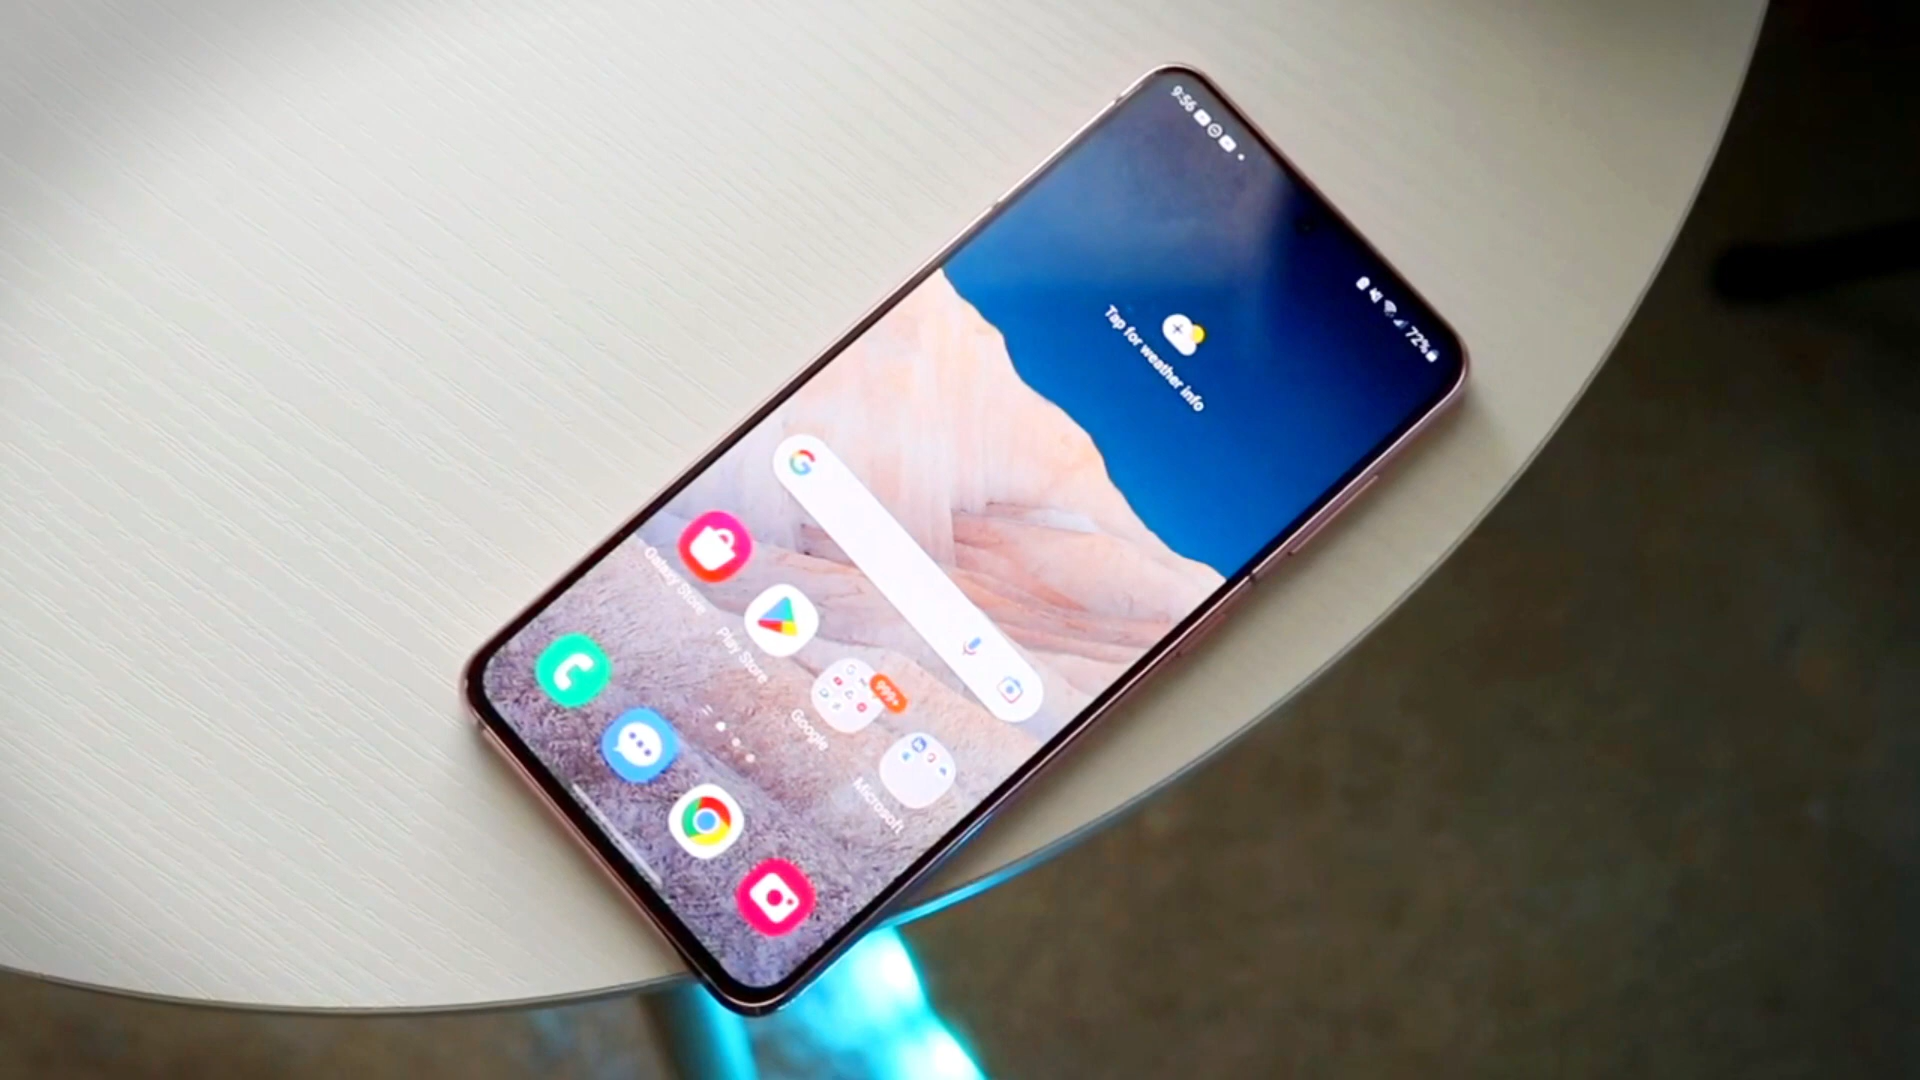 9:56
72%
Tap for weather info
G
Galaxy Store
Play Store
Google
999+
Microsoft